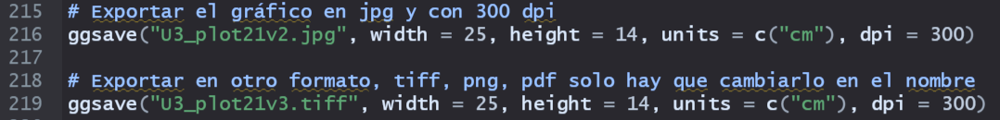 215 # Exportar el gráfico en jpg y con 300 dpi
216 ggsave("U3_plot21v2.jpg", width = 25, height = 14, units = c("cm"), dpi = 300)
217
218 # Exportar en otro formato, tiff, png, pdf solo hay que cambiarlo en el nombre
219 ggsave("U3_plot21v3.tiff", width = 25, height = 14, units = c("cm"), dpi = 300)